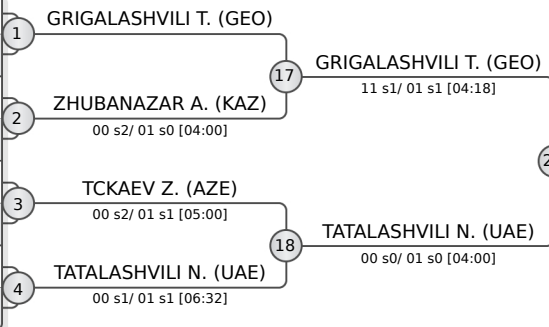 GRIGALASHVILI T. (GEO)
1
17
GRIGALASHVILI T. (GEO)
11 s1/ 01 s1 [04:18]
ZHUBANAZAR A. (KAZ)
2
00 s2/ 01 s0 [04:00]
TCKAEV Z. (AZE)
3
00 s2/ 01 s1 [05:00]
18
TATALASHVILI N. (UAE)
00 s0/ 01 s0 [04:00]
TATALASHVILI N. (UAE)
4
00 s1/ 01 s1 [06:32]